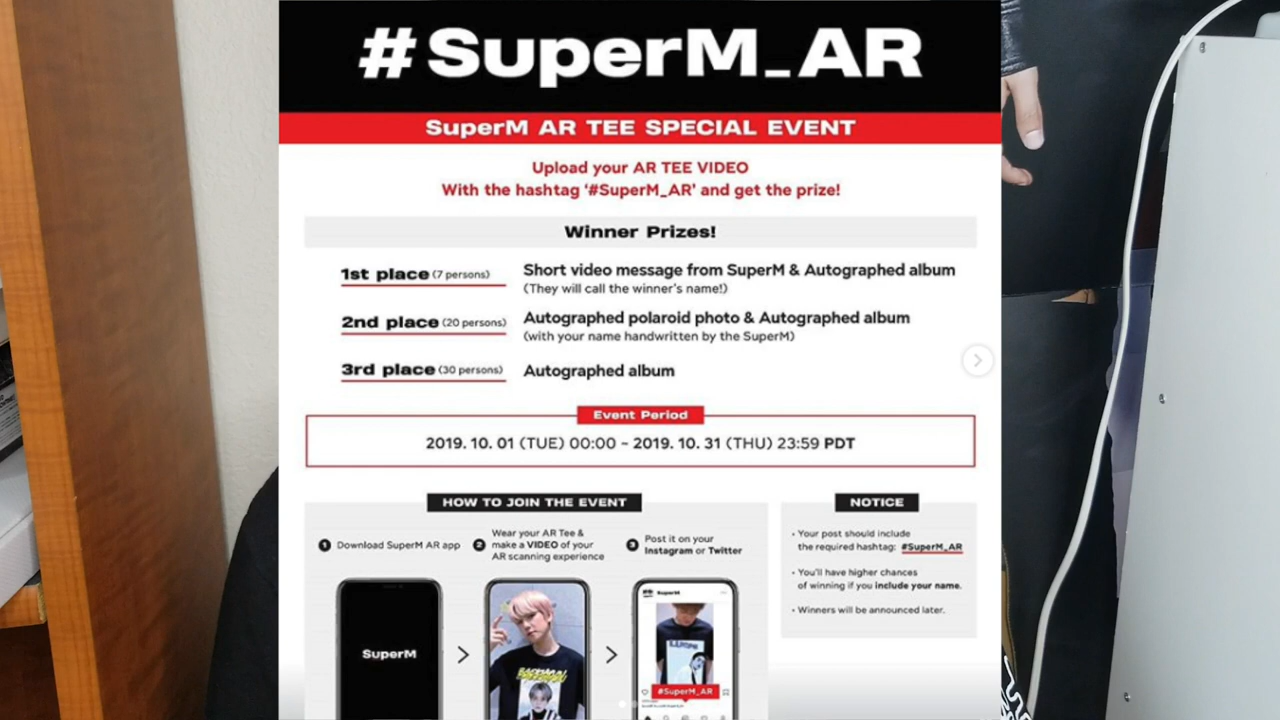 #SuperM_AR
SuperM AR TEE SPECIAL EVENT
Upload your AR TEE VIDEO
With the hashtag '#SuperM_AR' and get the prize!
Winner Prizes!
1st place (7 persons)
Short video message from SuperM & Autographed album
(They will call the winner's name!)
2nd place (20 persons)
Autographed polaroid photo & Autographed album
(with your name handwritten by the SuperM)
3rd place (30 persons)
Autographed album
Event Period
2019. 10. 01 (TUE) 00:00 ~ 2019. 10. 31 (THU) 23:59 PDT
HOW TO JOIN THE EVENT
1 Download SuperM AR app
2 Wear your AR Tee &
make a VIDEO of your
AR scanning experience
3 Post it on your
Instagram or Twitter
SuperM
SuperM
#SuperM_AR
NOTICE
• Your post should include
the required hashtag: #SuperM_AR
• You'll have higher chances
of winning if you include your name.
• Winners will be announced later.